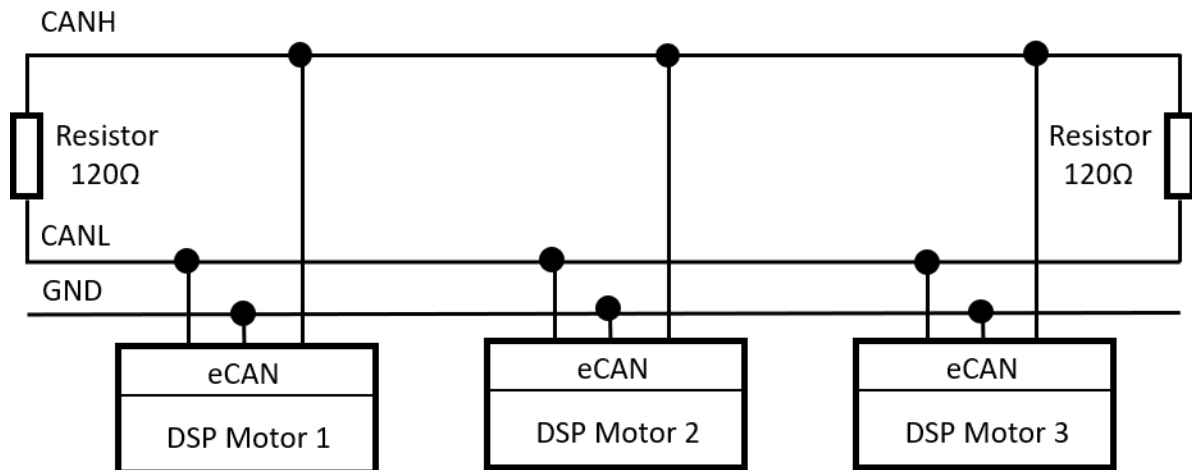 CANH
Resistor
120Ω
Resistor
120Ω
CANL
GND
eCAN
DSP Motor 1
eCAN
DSP Motor 2
eCAN
DSP Motor 3